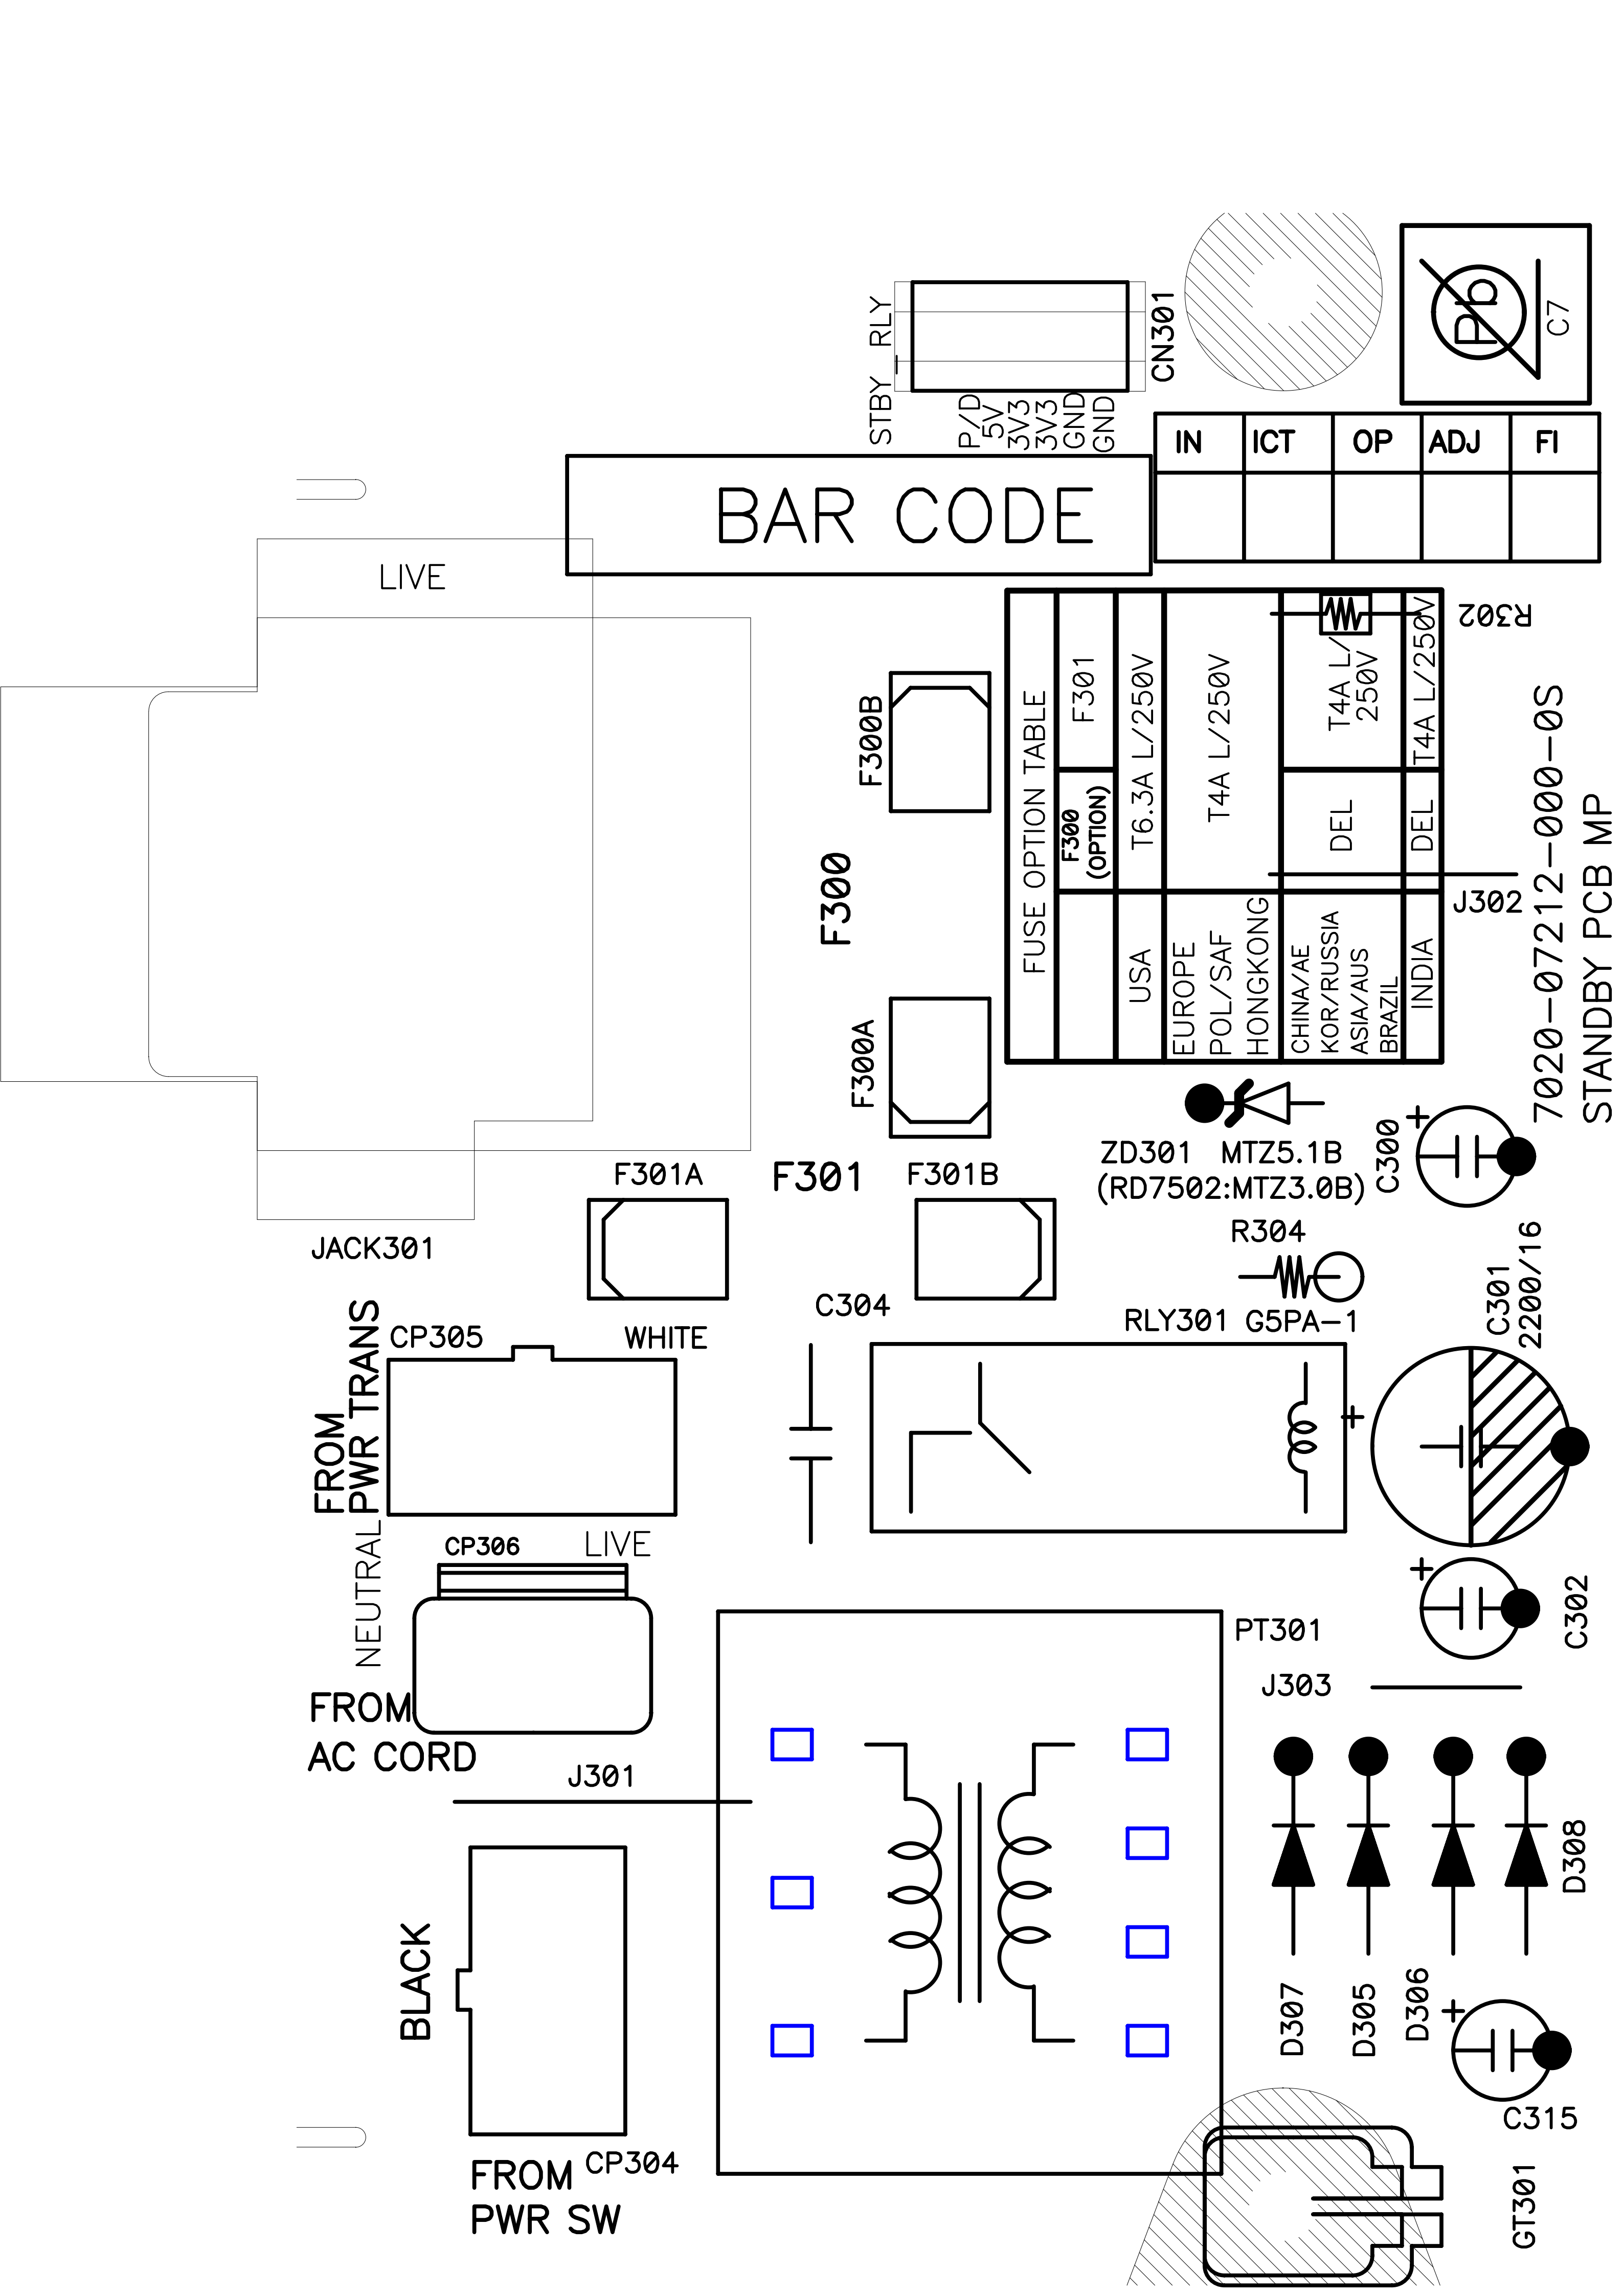 Pb
C7
STBY _ RLY
P/D
5V
3V3
3V3
GND
GND
CN301
IN ICT OP ADJ FI
BAR CODE
LIVE
R302
FUSE OPTION TABLE
F300
(OPTION)
F301
USA
T6.3A L/250V
EUROPE
POL/SAF
HONGKONG
T4A L/250V
CHINA/AE
KOR/RUSSIA
ASIA/AUS
BRAZIL
DEL
T4A L/
250V
INDIA
DEL
T4A L/250V
J302
7020-07212-000-0S
STANDBY PCB MP
F300B
F300
F300A
ZD301 MTZ5.1B
(RD7502:MTZ3.0B)
C300
+
F301A
F301
F301B
JACK301
R304
C304
RLY301 G5PA-1
C301
2200/16
+
CP305
WHITE
FROM
PWR TRANS
NEUTRAL
CP306
LIVE
FROM
AC CORD
+
C302
PT301
J303
J301
BLACK
D307
D305
D306
D308
+
C315
CP304
FROM
PWR SW
GT301